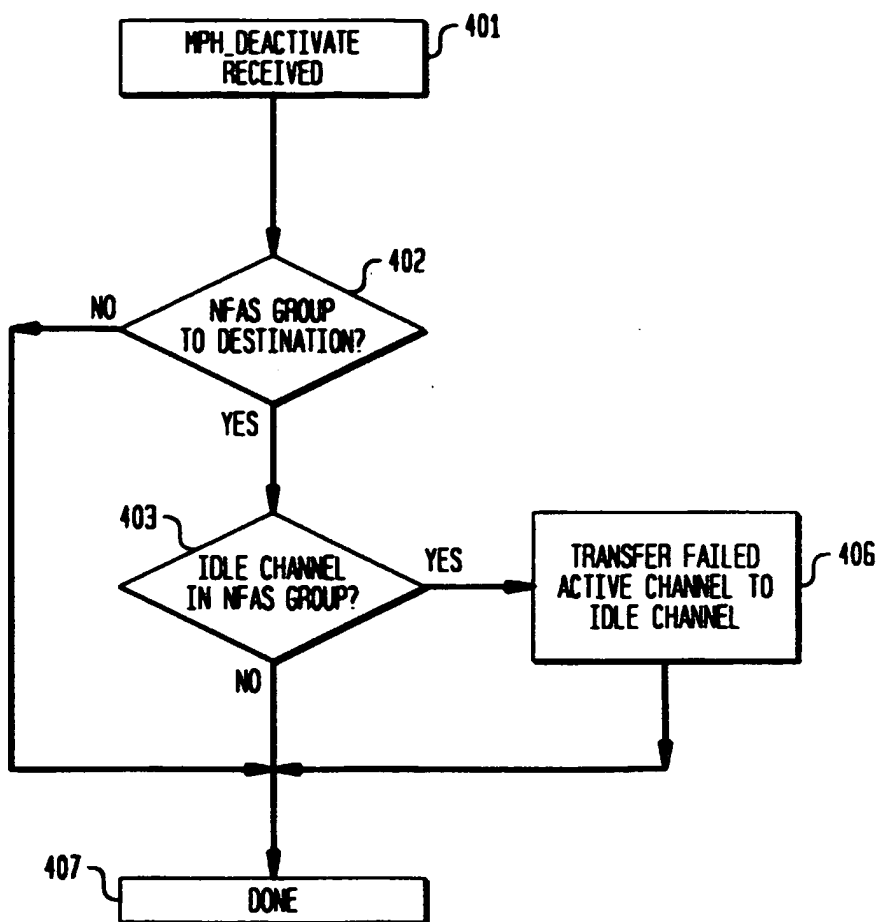 MPH_DEACTIVATE
RECEIVED
401
402
NFAS GROUP
TO DESTINATION?
NO
YES
403
IDLE CHANNEL
IN NFAS GROUP?
YES
NO
TRANSFER FAILED
ACTIVE CHANNEL TO
IDLE CHANNEL
406
407
DONE